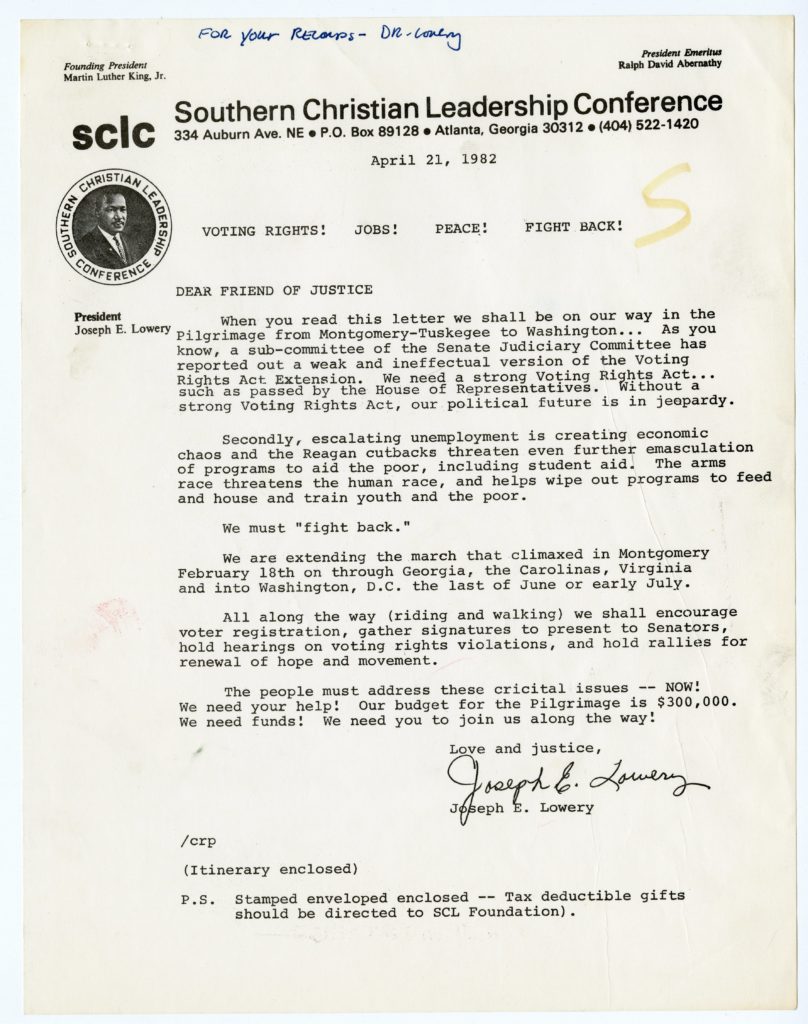 FOR YOUR RECORDS - DR. Lowery
Founding President
Martin Luther King, Jr.
President Emeritus
Ralph David Abernathy
sclc
Southern Christian Leadership Conference
334 Auburn Ave. NE ● P.O. Box 89128 ● Atlanta, Georgia 30312 ● (404) 522-1420
April 21, 1982
SOUTHERN CHRISTIAN LEADERSHIP CONFERENCE
S
VOTING RIGHTS! JOBS! PEACE! FIGHT BACK!
DEAR FRIEND OF JUSTICE
President
Joseph E. Lowery
When you read this letter we shall be on our way in the
Pilgrimage from Montgomery-Tuskegee to Washington... As you
know, a sub-committee of the Senate Judiciary Committee has
reported out a weak and ineffectual version of the Voting
Rights Act Extension. We need a strong Voting Rights Act...
such as passed by the House of Representatives. Without a
strong Voting Rights Act, our political future is in jeopardy.
Secondly, escalating unemployment is creating economic
chaos and the Reagan cutbacks threaten even further emasculation
of programs to aid the poor, including student aid. The arms
race threatens the human race, and helps wipe out programs to feed
and house and train youth and the poor.
We must "fight back."
We are extending the march that climaxed in Montgomery
February 18th on through Georgia, the Carolinas, Virginia
and into Washington, D.C. the last of June or early July.
All along the way (riding and walking) we shall encourage
voter registration, gather signatures to present to Senators,
hold hearings on voting rights violations, and hold rallies for
renewal of hope and movement.
The people must address these cricital issues -- NOW!
We need your help! Our budget for the Pilgrimage is $300,000.
We need funds! We need you to join us along the way!
Love and justice,
Joseph E. Lowery
Joseph E. Lowery
/crp
(Itinerary enclosed)
P.S. Stamped enveloped enclosed -- Tax deductible gifts
should be directed to SCL Foundation).